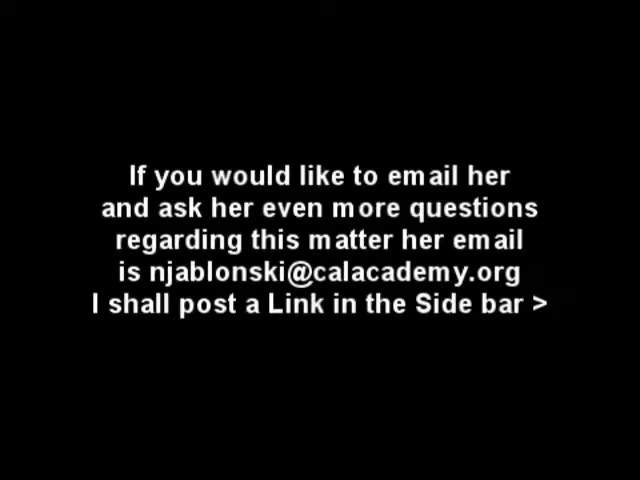 If you would like to email her
and ask her even more questions
regarding this matter her email
is njablonski@calacademy.org
I shall post a Link in the Side bar >